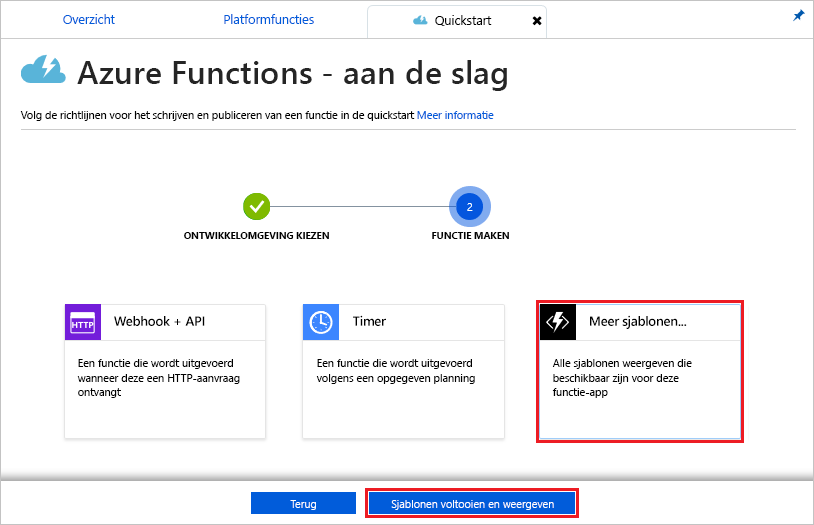 Overzicht
Platformfuncties
Quickstart
Azure Functions - aan de slag
Volg de richtlijnen voor het schrijven en publiceren van een functie in de quickstart Meer informatie
2
ONTWIKKELOMGEVING KIEZEN
FUNCTIE MAKEN
HTTP
Webhook + API
Een functie die wordt uitgevoerd
wanneer deze een HTTP-aanvraag
ontvangt
Timer
Een functie die wordt uitgevoerd
volgens een opgegeven planning
Meer sjablonen...
Alle sjablonen weergeven die
beschikbaar zijn voor deze
functie-app
Terug
Sjablonen voltooien en weergeven